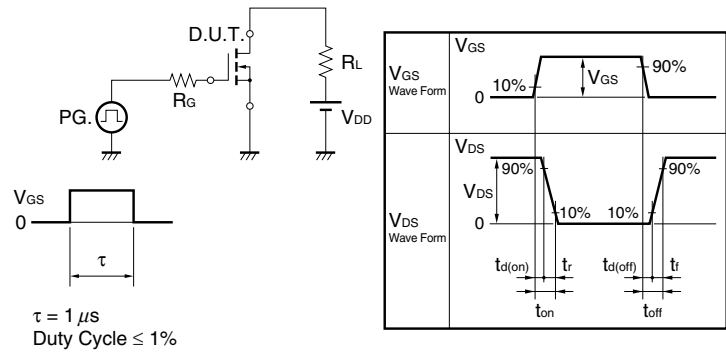 D.U.T.
RL
RG
PG.
VDD
VGS
0
τ
τ = 1 μs
Duty Cycle ≤ 1%
VGS
Wave Form
VGS
10%
VGS
90%
0
VDS
Wave Form
VDS
90%
90%
VDS
10%
10%
0
td(on)
tr
td(off)
tf
ton
toff